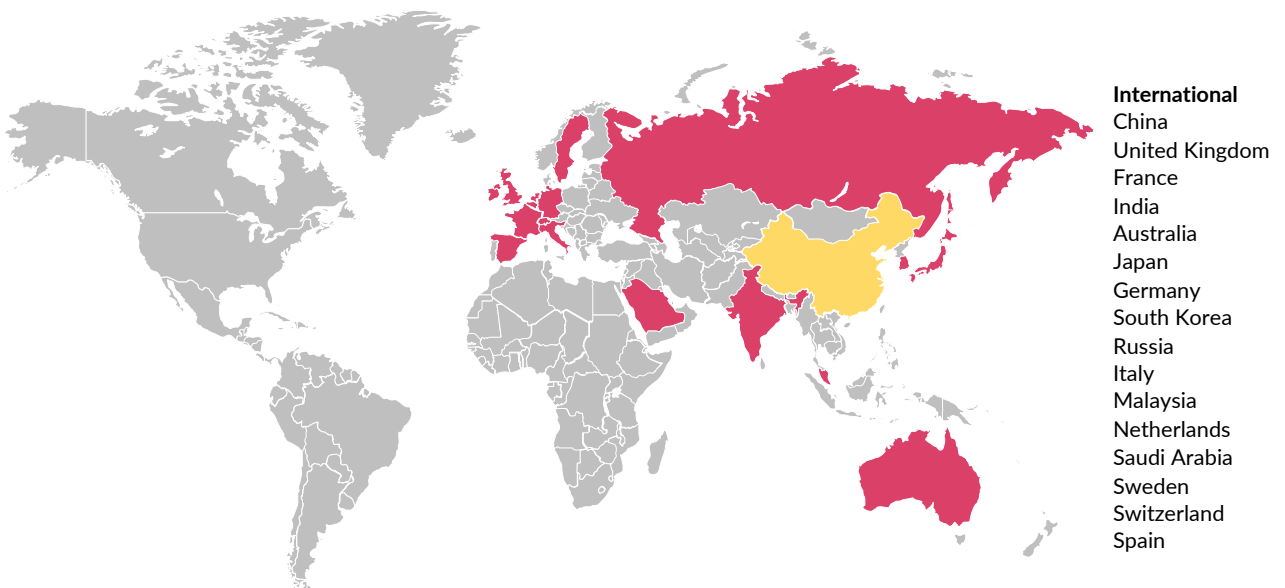 International
China
United Kingdom
France
India
Australia
Japan
Germany
South Korea
Russia
Italy
Malaysia
Netherlands
Saudi Arabia
Sweden
Switzerland
Spain